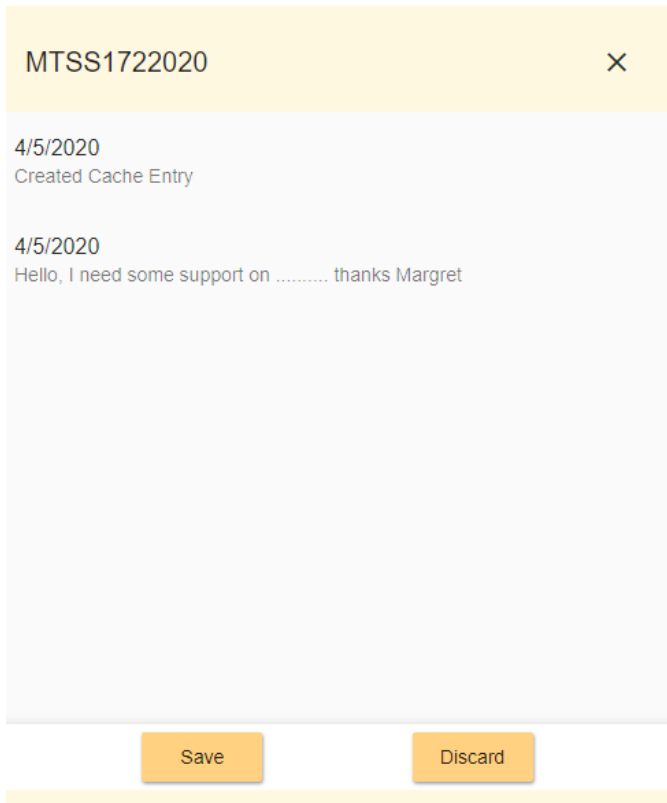 MTSS1722020
4/5/2020
Created Cache Entry
4/5/2020
Hello, I need some support on .......... thanks Margret
Save
Discard